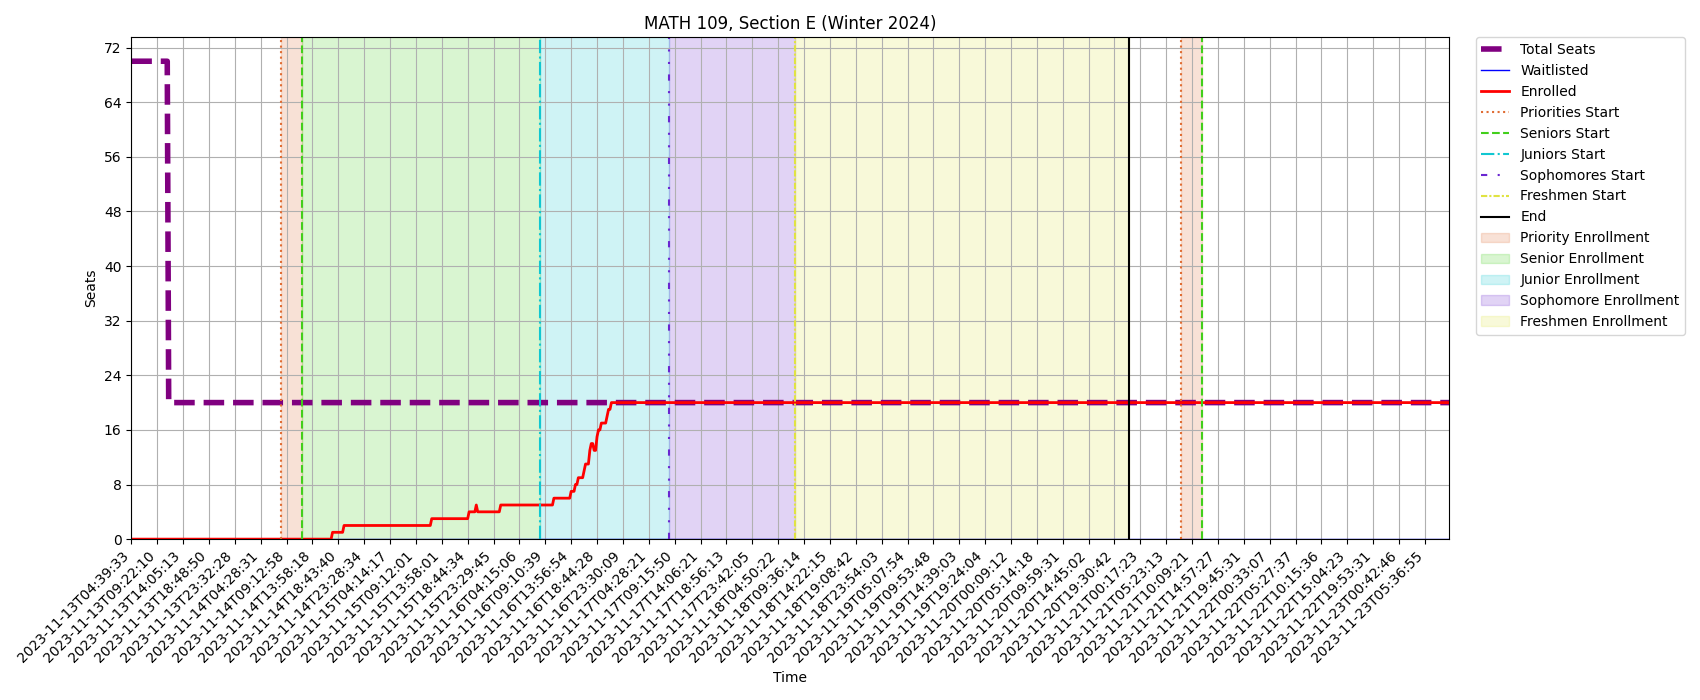 MATH 109, Section E (Winter 2024)
72
64
56
48
40
32
24
16
8
0
Seats
2023-11-13T04:39:33
2023-11-13T09:22:10
2023-11-13T14:05:13
2023-11-13T18:48:50
2023-11-13T23:32:28
2023-11-14T04:28:31
2023-11-14T09:12:58
2023-11-14T13:58:18
2023-11-14T18:43:40
2023-11-14T23:28:34
2023-11-15T04:14:17
2023-11-15T09:12:01
2023-11-15T13:58:01
2023-11-15T18:44:34
2023-11-15T23:29:45
2023-11-16T04:15:06
2023-11-16T09:10:39
2023-11-16T13:56:54
2023-11-16T18:44:28
2023-11-16T23:30:09
2023-11-17T04:28:21
2023-11-17T09:15:50
2023-11-17T14:06:21
2023-11-17T18:56:13
2023-11-17T23:42:05
2023-11-18T04:50:22
2023-11-18T09:36:14
2023-11-18T14:22:15
2023-11-18T19:08:42
2023-11-18T23:54:03
2023-11-19T05:07:54
2023-11-19T09:53:48
2023-11-19T14:39:03
2023-11-19T19:24:04
2023-11-20T00:09:12
2023-11-20T05:14:18
2023-11-20T09:59:31
2023-11-20T14:45:02
2023-11-20T19:30:42
2023-11-21T00:17:23
2023-11-21T05:23:13
2023-11-21T10:09:21
2023-11-21T14:57:27
2023-11-21T19:45:31
2023-11-22T00:33:07
2023-11-22T05:27:37
2023-11-22T10:15:36
2023-11-22T15:04:23
2023-11-22T19:53:31
2023-11-23T00:42:46
2023-11-23T05:36:55
Time
Total Seats
Waitlisted
Enrolled
Priorities Start
Seniors Start
Juniors Start
Sophomores Start
Freshmen Start
End
Priority Enrollment
Senior Enrollment
Junior Enrollment
Sophomore Enrollment
Freshmen Enrollment